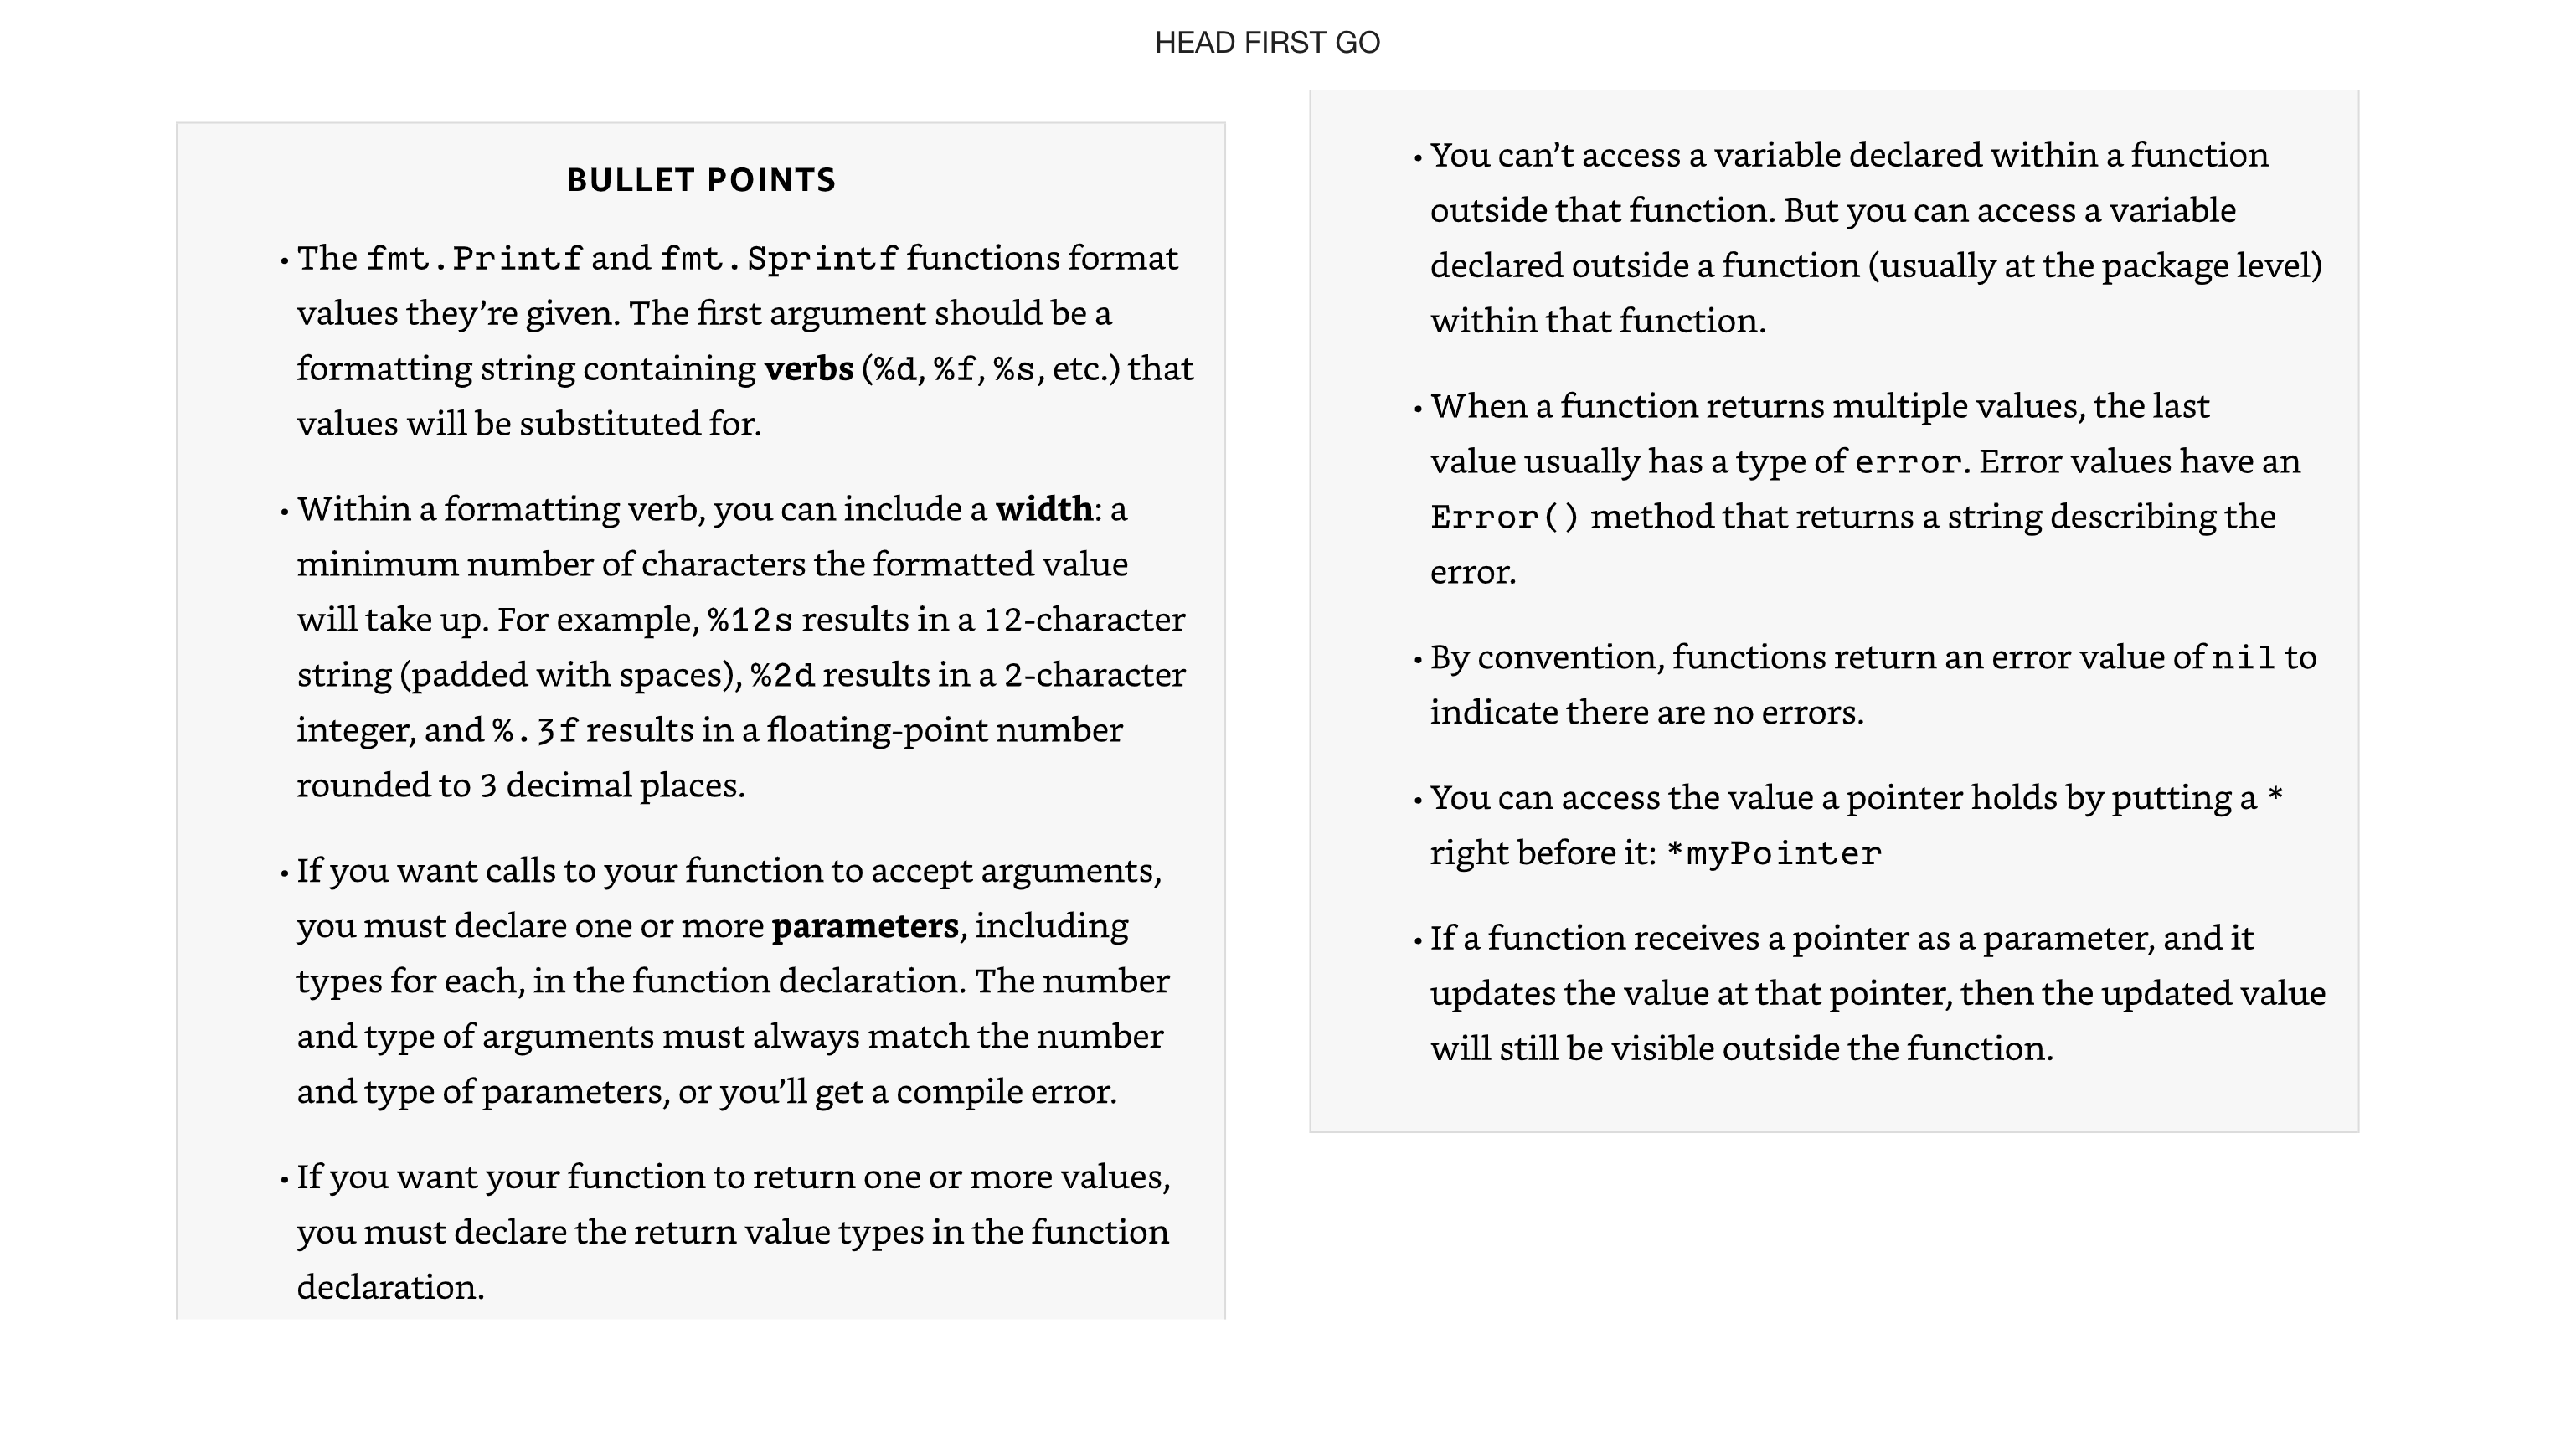 HEAD FIRST GO
BULLET POINTS
• The fmt.Printf and fmt.Sprintf functions format
values they’re given. The first argument should be a
formatting string containing verbs (%d, %f, %s, etc.) that
values will be substituted for.
• Within a formatting verb, you can include a width: a
minimum number of characters the formatted value
will take up. For example, %12s results in a 12-character
string (padded with spaces), %2d results in a 2-character
integer, and %.3f results in a floating-point number
rounded to 3 decimal places.
• If you want calls to your function to accept arguments,
you must declare one or more parameters, including
types for each, in the function declaration. The number
and type of arguments must always match the number
and type of parameters, or you’ll get a compile error.
• If you want your function to return one or more values,
you must declare the return value types in the function
declaration.
• You can’t access a variable declared within a function
outside that function. But you can access a variable
declared outside a function (usually at the package level)
within that function.
• When a function returns multiple values, the last
value usually has a type of error. Error values have an
Error() method that returns a string describing the
error.
• By convention, functions return an error value of nil to
indicate there are no errors.
• You can access the value a pointer holds by putting a *
right before it: *myPointer
• If a function receives a pointer as a parameter, and it
updates the value at that pointer, then the updated value
will still be visible outside the function.